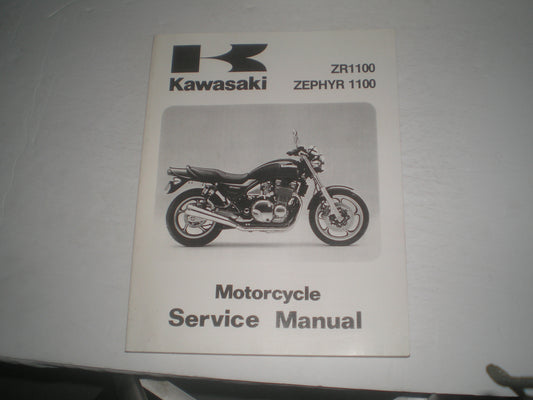 Kawasaki
ZR1100
ZEPHYR 1100
Motorcycle
Service Manual